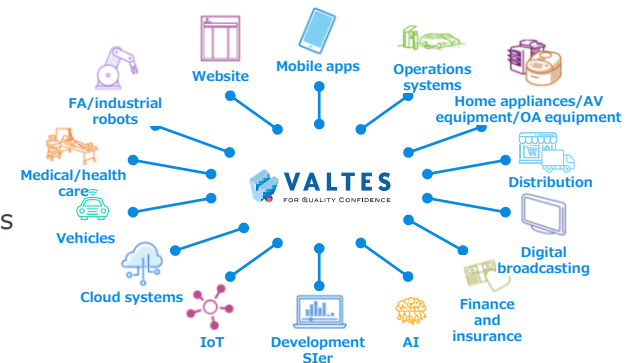 Mobile apps
Website
Operations
systems
FA/industrial
robots
Home appliances/AV
equipment/OA equipment
Medical/health
care
VALTES
FOR QUALITY CONFIDENCE
Distribution
s
Vehicles
Digital
broadcasting
Cloud systems
Finance
and
insurance
IoT
Development
SIer
AI